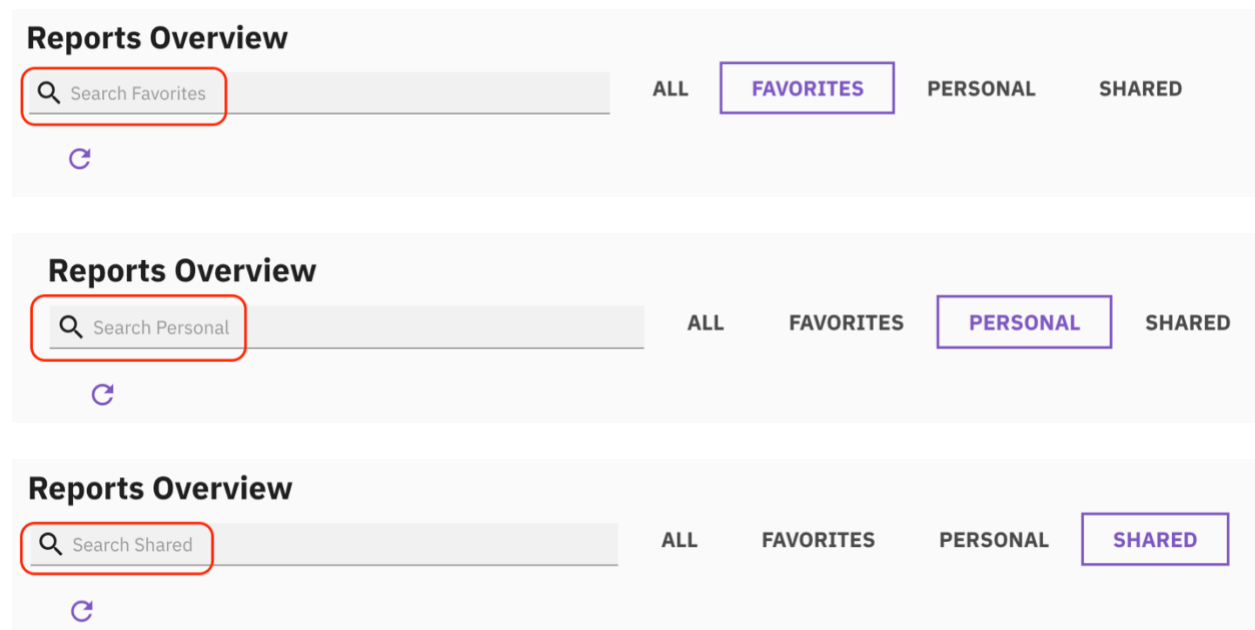 Reports Overview
Search Favorites
ALL FAVORITES PERSONAL SHARED
Reports Overview
Search Personal
ALL FAVORITES PERSONAL SHARED
Reports Overview
Search Shared
ALL FAVORITES PERSONAL SHARED